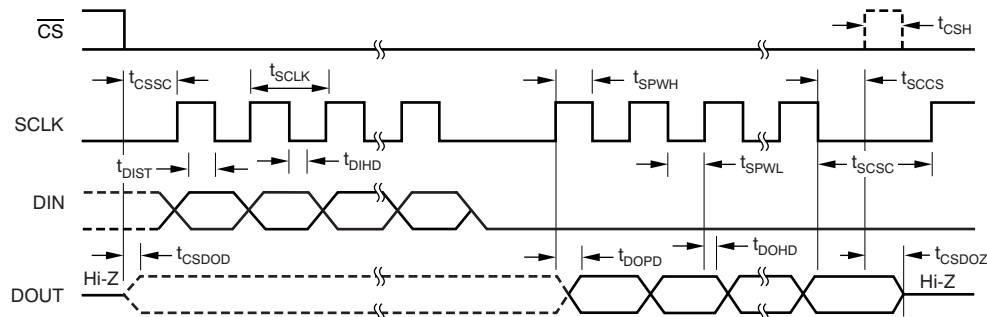 CS
tCSH
tCSSC
tSCLK
tSPWH
tSCCS
SCLK
tDIST
tDIHD
tSPWL
tSCSC
DIN
tCSDOD
tDOPD
tDOHD
tCSDOZ
Hi-Z
Hi-Z
DOUT